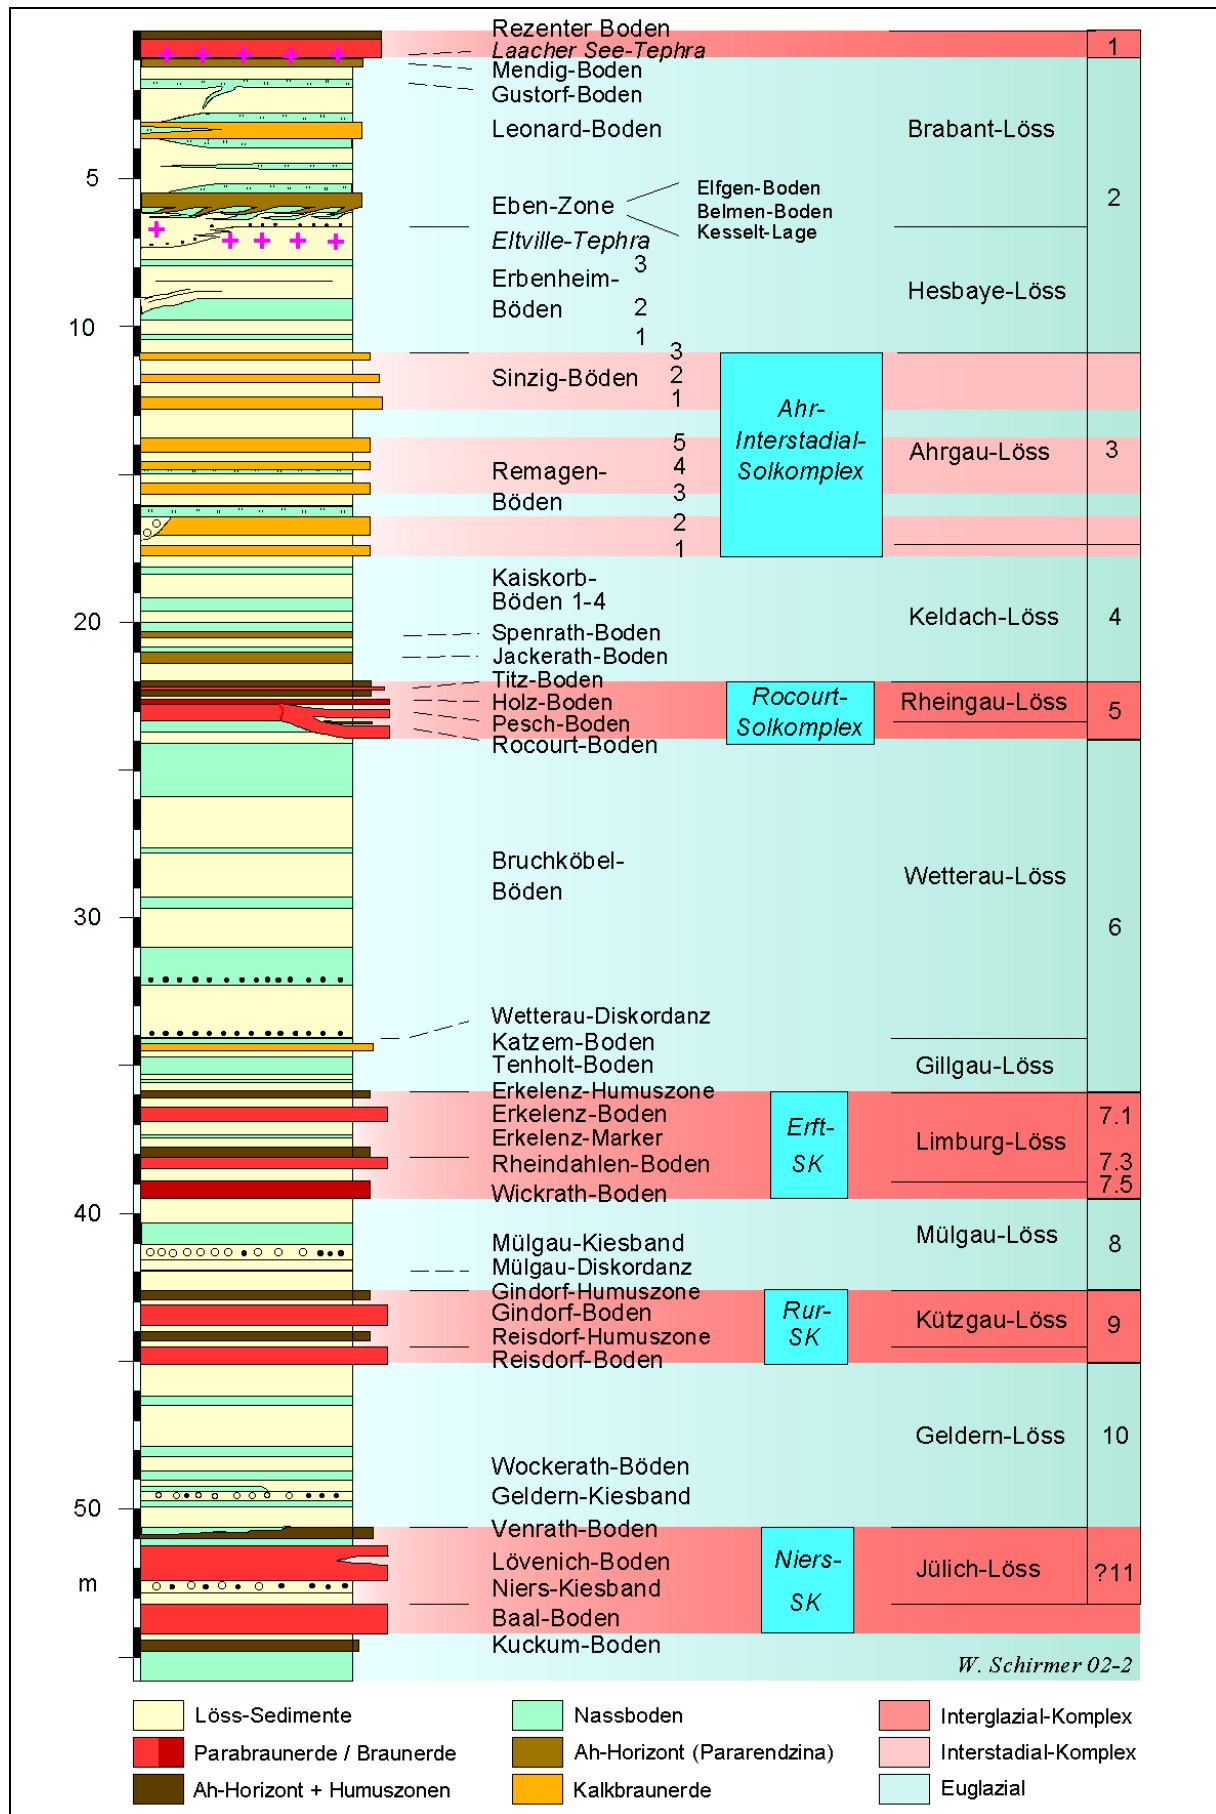 Rezenter Boden
Laacher See-Tephra
1
Mendig-Boden
Gustorf-Boden
Leonard-Boden
Brabant-Löss
5
Elfgen-Boden
2
Eben-Zone
Belmen-Boden
Kesselt-Lage
Eltville-Tephra
3
Erbenheim-
Böden
2
Hesbaye-Löss
10
1
3
Sinzig-Böden
2
1
Ahr-
Interstadial-
Solkomplex
5
4
Remagen-
Böden
3
2
1
Ahrgau-Löss
3
Kaiskorb-
Böden 1-4
20
Keldach-Löss
4
Spenrath-Boden
Jackerath-Boden
Titz-Boden
Holz-Boden
Pesch-Boden
Rocourt-Boden
Rocourt-
Solkomplex
Rheingau-Löss
5
Bruchköbel-
Böden
Wetterau-Löss
30
6
Wetterau-Diskordanz
Katzem-Boden
Tenholt-Boden
Gillgau-Löss
Erkelenz-Humuszone
Erkelenz-Boden
Erkelenz-Marker
Rheindahlen-Boden
Wickrath-Boden
Erft-
SK
Limburg-Löss
7.1
7.3
7.5
40
Mülgau-Kiesband
Mülgau-Löss
8
Mülgau-Diskordanz
Gindorf-Humuszone
Gindorf-Boden
Reisdorf-Humuszone
Reisdorf-Boden
Rur-
SK
Kützgau-Löss
9
Geldern-Löss
10
Wockerath-Böden
Geldern-Kiesband
50
Venrath-Boden
Lövenich-Boden
Niers-Kiesband
Baal-Boden
Kuckum-Boden
m
Niers-
SK
Jülich-Löss
?11
W. Schirmer 02-2
Löss-Sedimente
Nassboden
Interglazial-Komplex
Parabraunerde / Braunerde
Ah-Horizont (Pararendzina)
Interstadial-Komplex
Ah-Horizont + Humuszonen
Kalkbraunerde
Euglazial